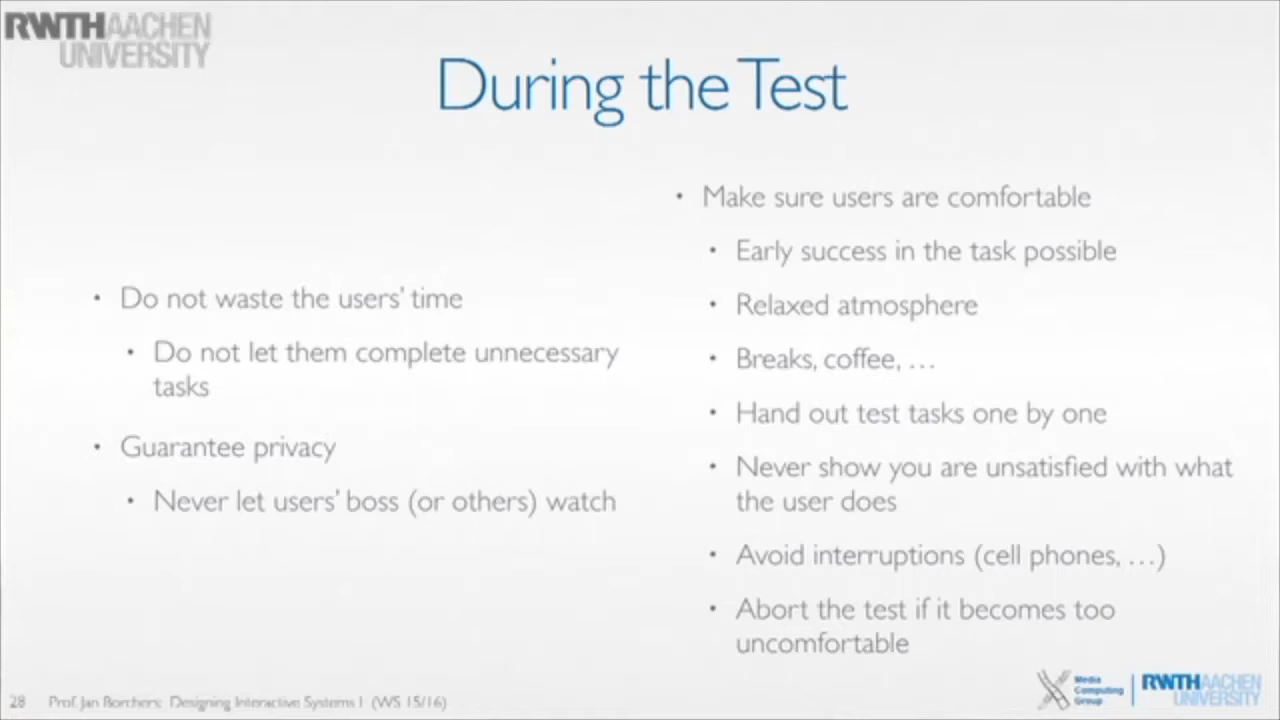 RWTHAACHEN
UNIVERSITY
During the Test
• Do not waste the users' time
• Do not let them complete unnecessary
tasks
• Guarantee privacy
• Never let users' boss (or others) watch
• Make sure users are comfortable
• Early success in the task possible
• Relaxed atmosphere
• Breaks, coffee, …
• Hand out test tasks one by one
• Never show you are unsatisfied with what
the user does
• Avoid interruptions (cell phones, …)
• Abort the test if it becomes too
uncomfortable
28 Prof. Jan Borchers: Designing Interactive Systems I (WS 15/16)
Media
Computing
Group
RWTHAACHEN
UNIVERSITY